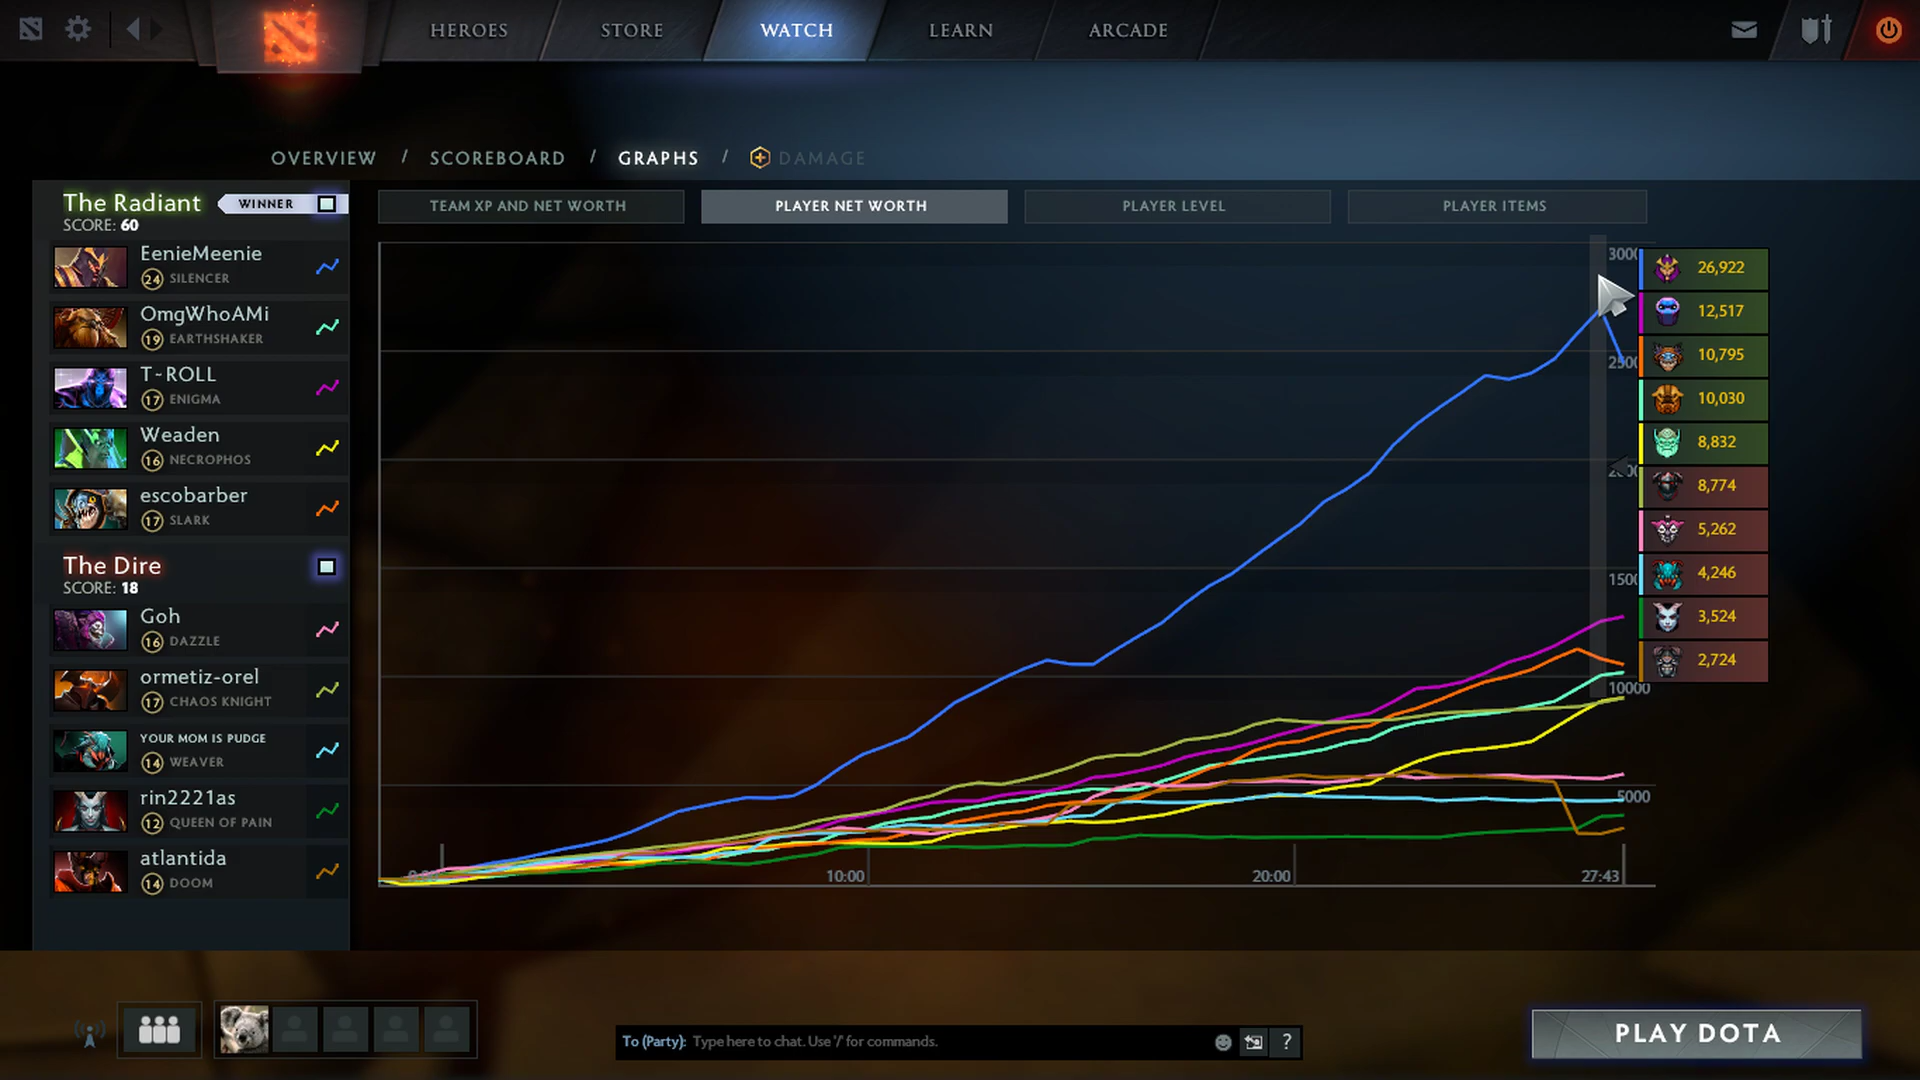 HEROES
STORE
WATCH
LEARN
ARCADE
OVERVIEW / SCOREBOARD / GRAPHS / DAMAGE
The Radiant
WINNER
SCORE: 60
EenieMeenie
24 SILENCER
OmgWhoAMi
19 EARTHSHAKER
T~ROLL
17 ENIGMA
Weaden
16 NECROPHOS
escobarber
17 SLARK
The Dire
SCORE: 18
Goh
16 DAZZLE
ormetiz-orel
17 CHAOS KNIGHT
YOUR MOM IS PUDGE
14 WEAVER
rin2221as
12 QUEEN OF PAIN
atlantida
14 DOOM
TEAM XP AND NET WORTH
PLAYER NET WORTH
PLAYER LEVEL
PLAYER ITEMS
3000
2500
1500
10000
5000
10:00
20:00
27:43
26,922
12,517
10,795
10,030
8,832
8,774
5,262
4,246
3,524
2,724
To (Party): Type here to chat. Use '/' for commands.
?
PLAY DOTA